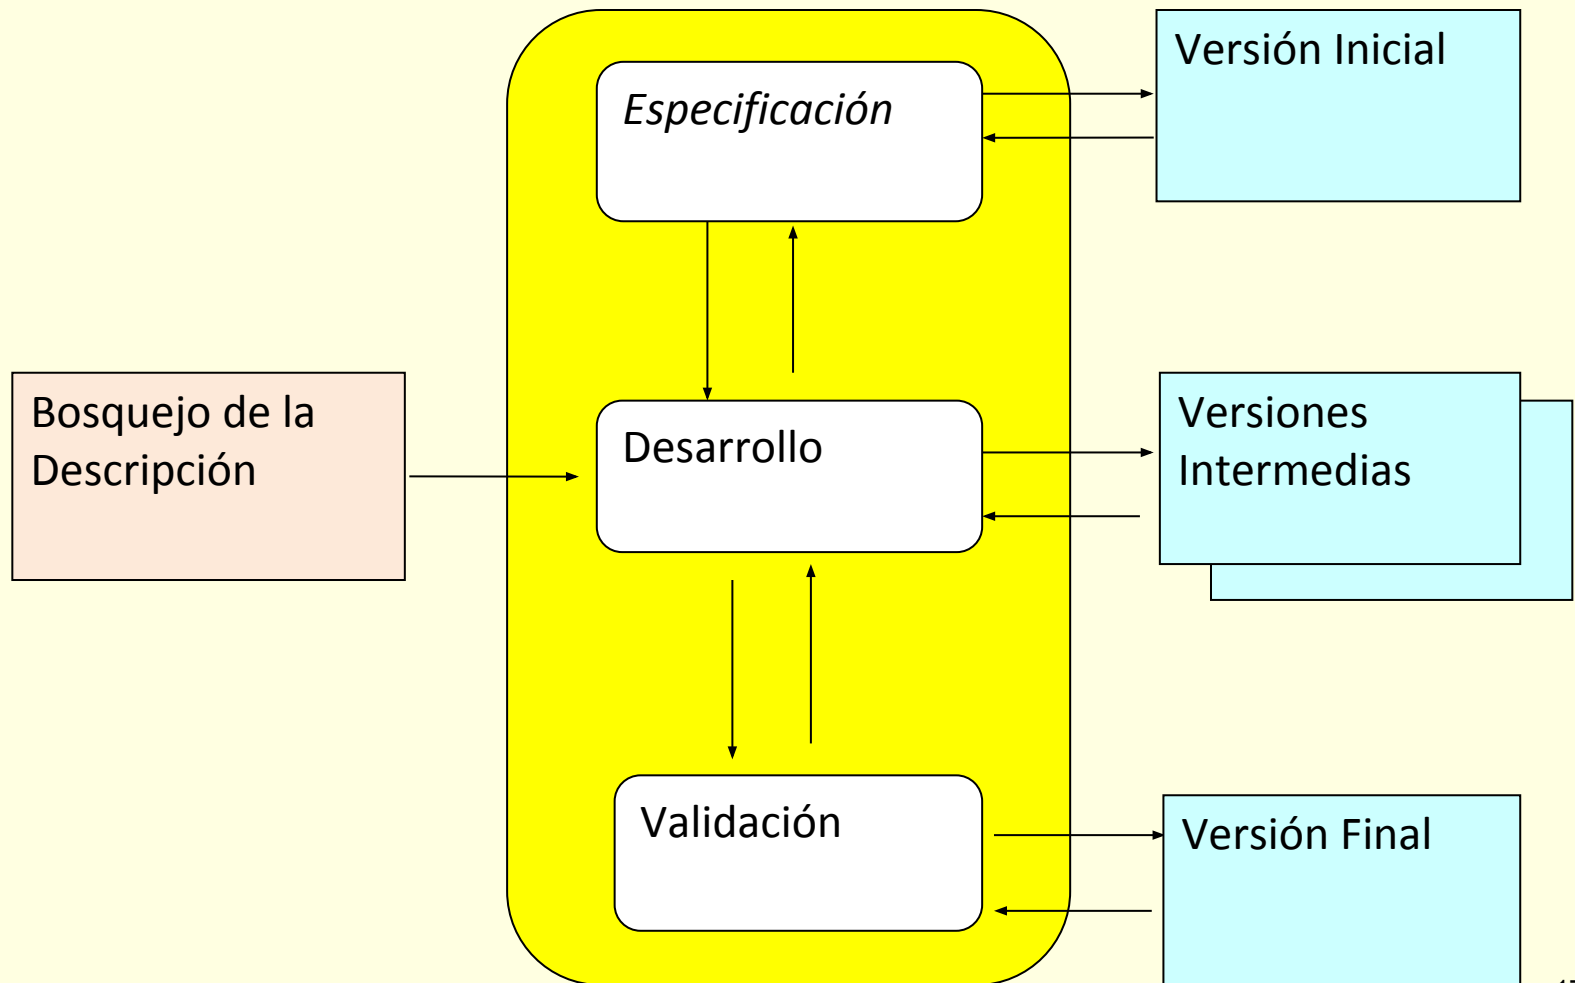 Especificación
Versión Inicial
Bosquejo de la
Descripción
Desarrollo
Versiones
Intermedias
Validación
Versión Final